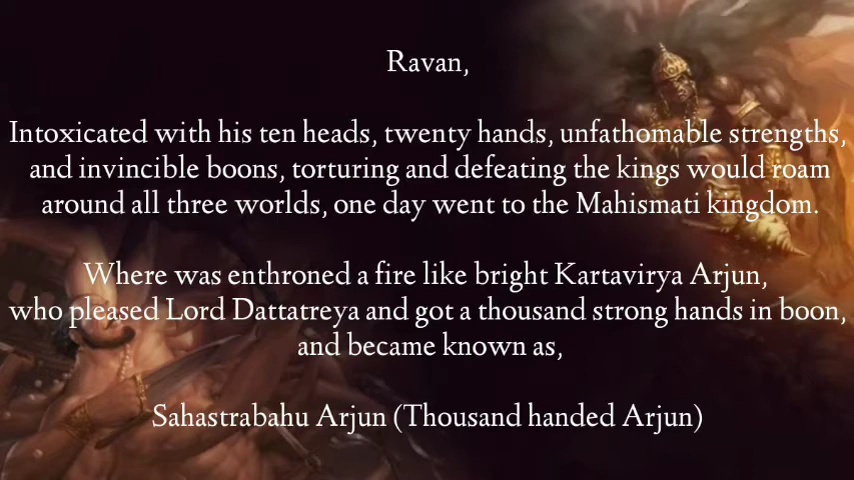 Ravan,
Intoxicated with his ten heads, twenty hands, unfathomable strengths,
and invincible boons, torturing and defeating the kings would roam
around all three worlds, one day went to the Mahismati kingdom.
Where was enthroned a fire like bright Kartavirya Arjun,
who pleased Lord Dattatreya and got a thousand strong hands in boon,
and became known as,
Sahastrabahu Arjun (Thousand handed Arjun)